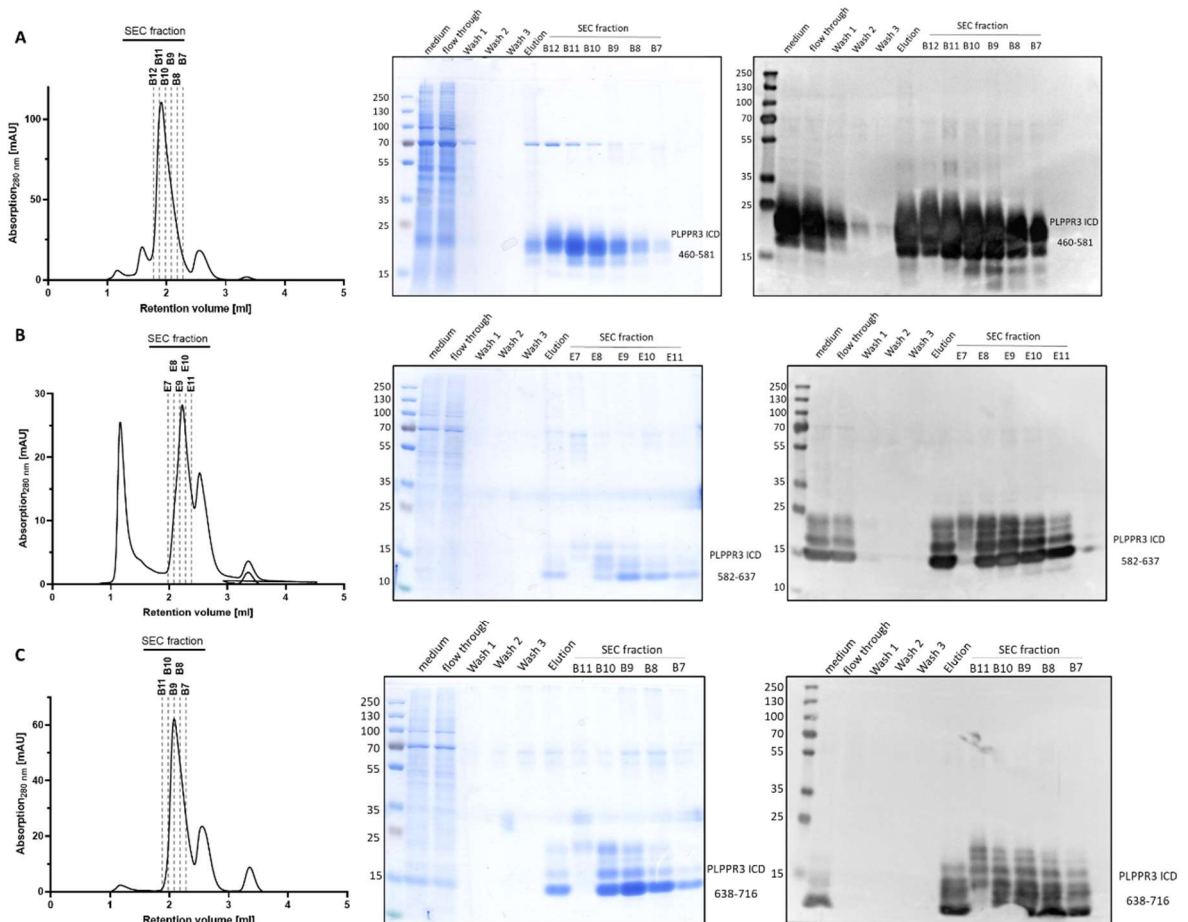 A
SEC fraction
B12
B11
B10
B9
B8
B7
Absorption280 nm [mAU]
100
50
0
0 1 2 3 4 5
Retention volume [ml]
medium
flow through
Wash 1
Wash 2
Wash 3
Elution
SEC fraction
B12 B11 B10 B9 B8 B7
250
130
100
70
55
35
25
15
PLPPR3 ICD
460-581
medium
flow through
Wash 1
Wash 2
Wash 3
Elution
SEC fraction
B12 B11 B10 B9 B8 B7
250
130
100
70
55
35
25
15
PLPPR3 ICD
460-581
B
SEC fraction
E7
E8
E9
E10
E11
Absorption280 nm [mAU]
30
20
10
0
0 1 2 3 4 5
Retention volume [ml]
medium
flow through
Wash 1
Wash 2
Wash 3
Elution
SEC fraction
E7 E8 E9 E10 E11
250
130
100
70
55
35
25
15
10
PLPPR3 ICD
582-637
medium
flow through
Wash 1
Wash 2
Wash 3
Elution
SEC fraction
E7 E8 E9 E10 E11
250
130
100
70
55
35
25
15
10
PLPPR3 ICD
582-637
C
SEC fraction
B11
B10
B9
B8
B7
Absorption280 nm [mAU]
60
40
20
0
0 1 2 3 4 5
Retention volume [ml]
medium
flow through
Wash 1
Wash 2
Wash 3
Elution
SEC fraction
B11 B10 B9 B8 B7
250
130
100
70
55
35
25
15
PLPPR3 ICD
638-716
medium
flow through
Wash 1
Wash 2
Wash 3
Elution
SEC fraction
B11 B10 B9 B8 B7
250
130
100
70
55
35
25
15
PLPPR3 ICD
638-716